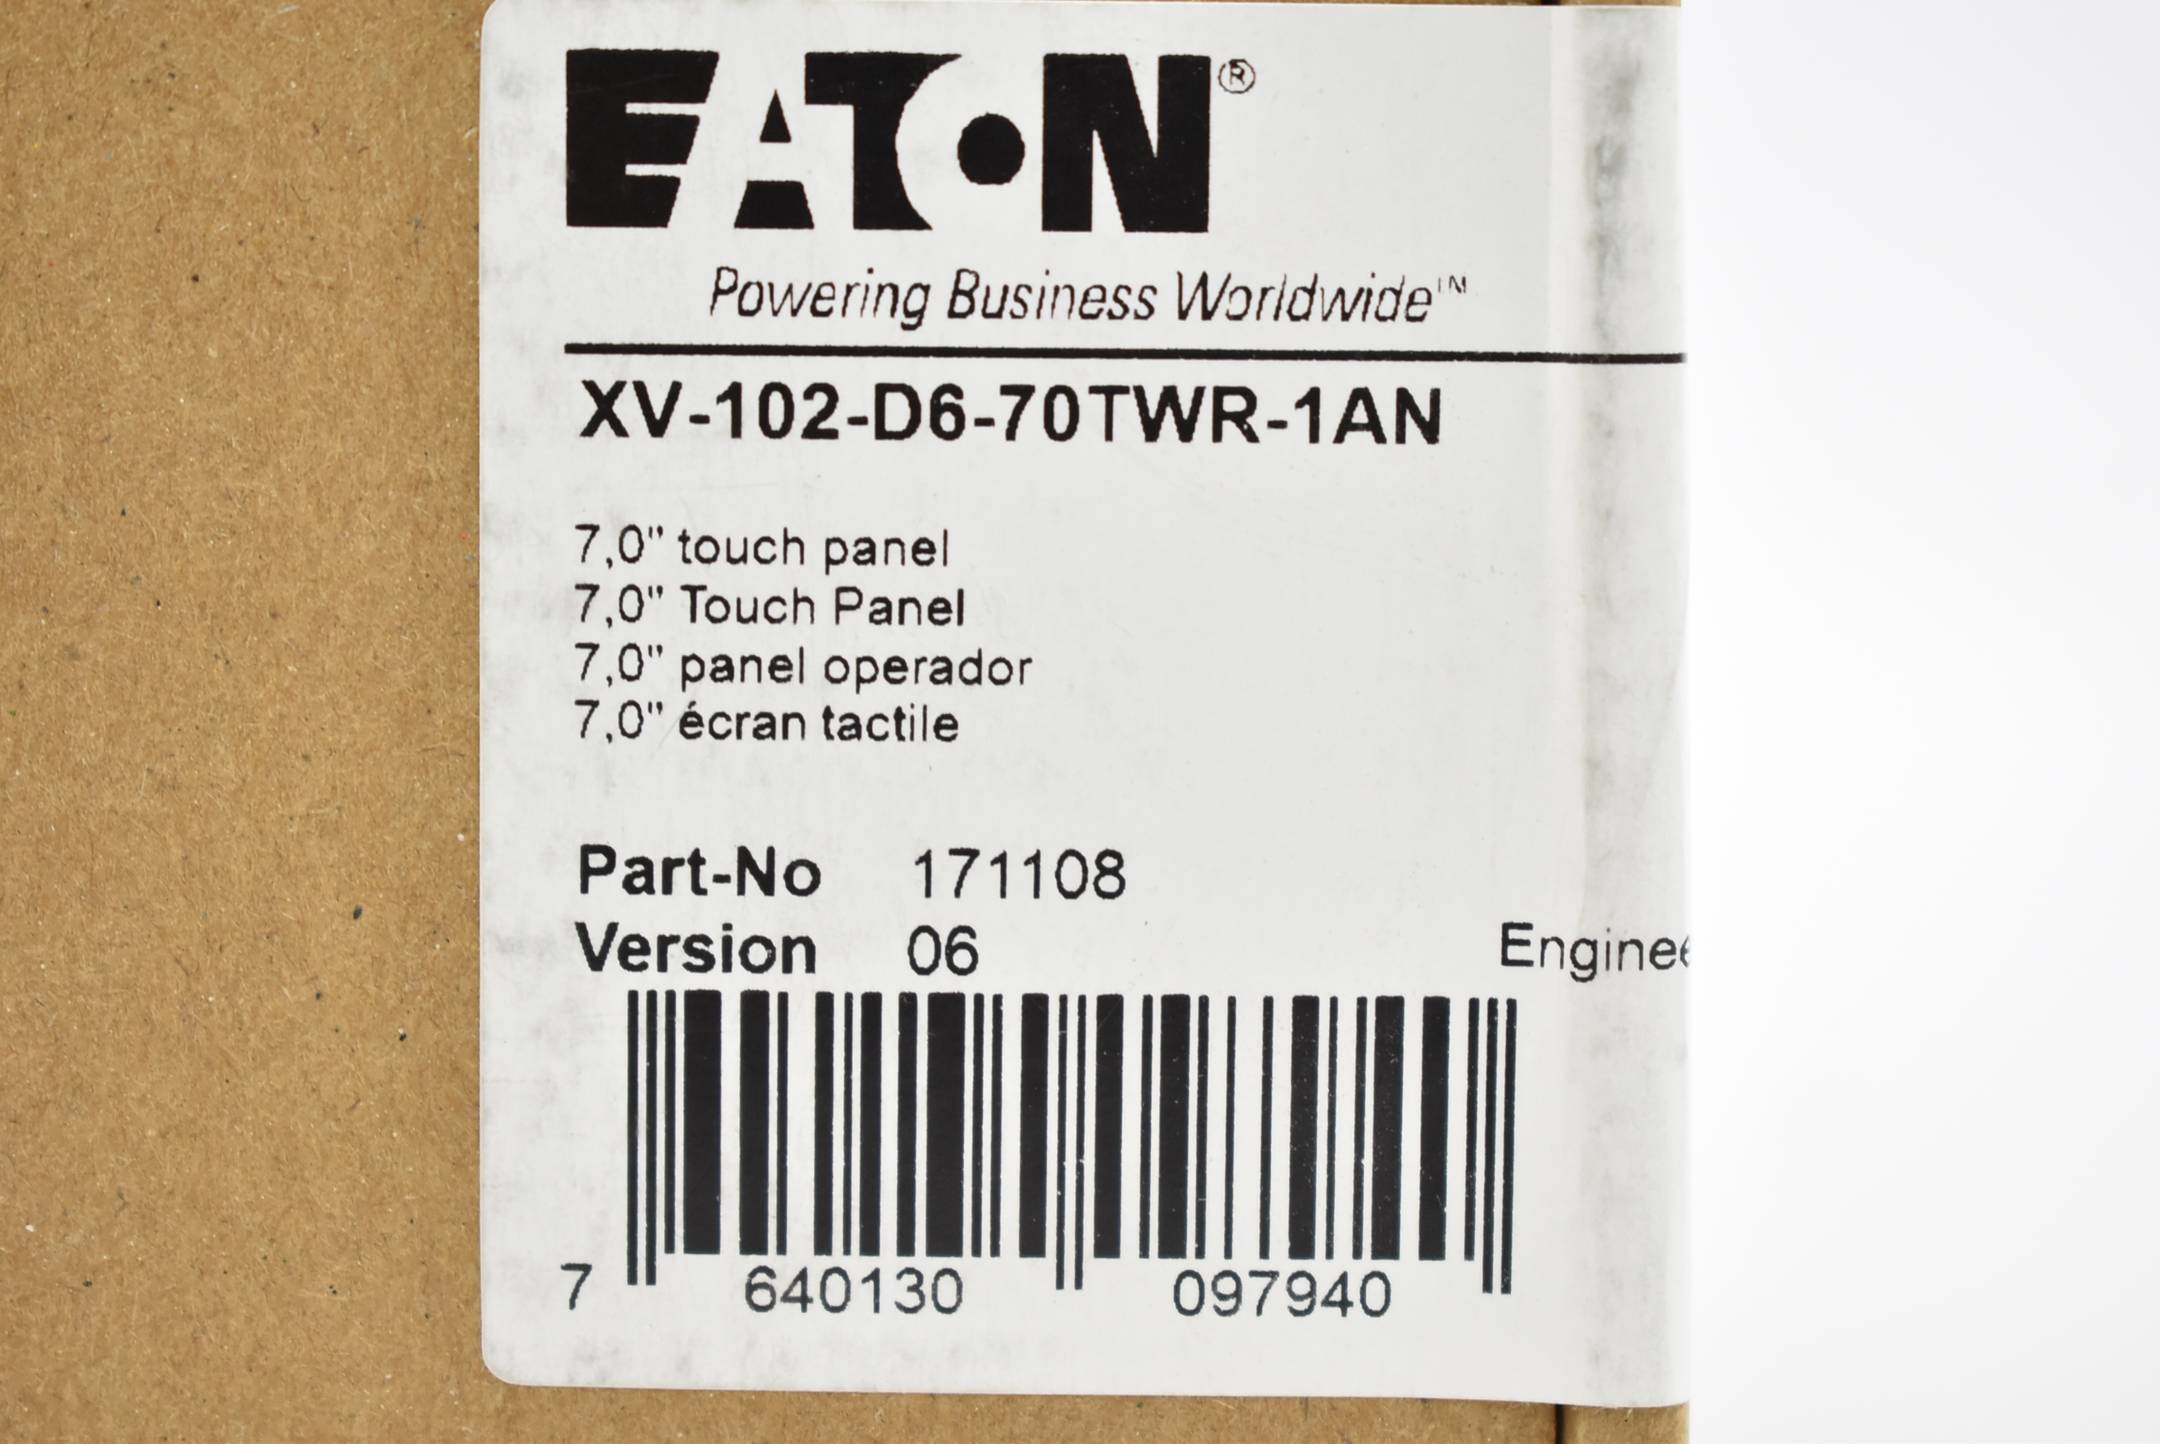 EATON®
Powering Business Worldwide™
XV-102-D6-70TWR-1AN
7,0" touch panel
7,0" Touch Panel
7,0" panel operador
7,0" écran tactile
Part-No 171108
Version 06 Enginee
7 640130 097940